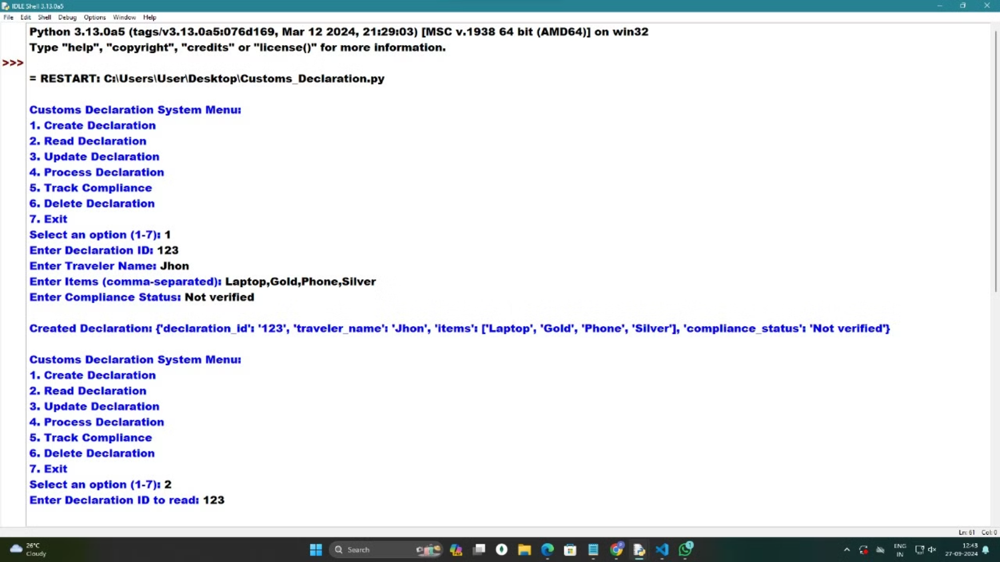 IDLE Shell 3.13.0a5
File Edit Shell Debug Options Window Help
Python 3.13.0a5 (tags/v3.13.0a5:076d169, Mar 12 2024, 21:29:03) [MSC v.1938 64 bit (AMD64)] on win32
Type "help", "copyright", "credits" or "license()" for more information.
>>>
= RESTART: C:\Users\User\Desktop\Customs_Declaration.py
Customs Declaration System Menu:
1. Create Declaration
2. Read Declaration
3. Update Declaration
4. Process Declaration
5. Track Compliance
6. Delete Declaration
7. Exit
Select an option (1-7): 1
Enter Declaration ID: 123
Enter Traveler Name: Jhon
Enter Items (comma-separated): Laptop,Gold,Phone,Silver
Enter Compliance Status: Not verified
Created Declaration: {'declaration_id': '123', 'traveler_name': 'Jhon', 'items': ['Laptop', 'Gold', 'Phone', 'Silver'], 'compliance_status': 'Not verified'}
Customs Declaration System Menu:
1. Create Declaration
2. Read Declaration
3. Update Declaration
4. Process Declaration
5. Track Compliance
6. Delete Declaration
7. Exit
Select an option (1-7): 2
Enter Declaration ID to read: 123
Ln: 61 Col: 0
26°C
Cloudy
Search
ENG
IN
12:43
27-09-2024